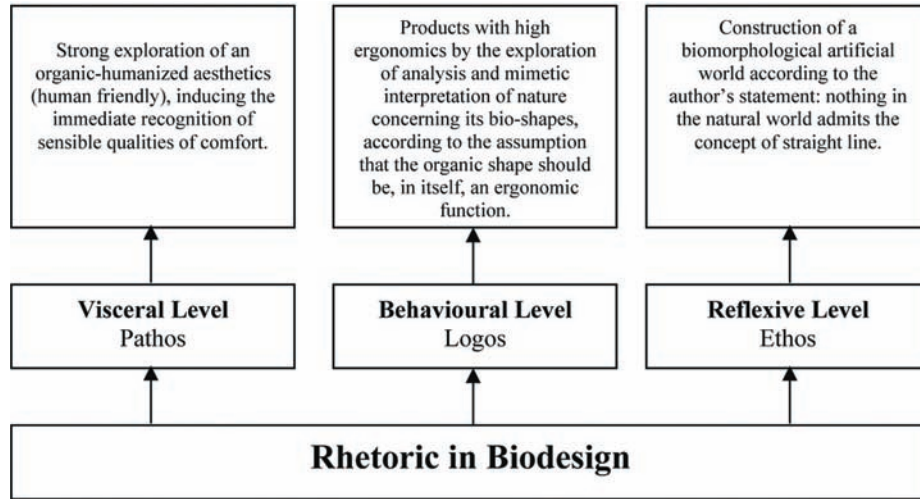 Strong exploration of an
organic-humanized aesthetics
(human friendly), inducing the
immediate recognition of
sensible qualities of comfort.
Products with high
ergonomics by the exploration
of analysis and mimetic
interpretation of nature
concerning its bio-shapes,
according to the assumption
that the organic shape should
be, in itself, an ergonomic
function.
Construction of a
biomorphological artificial
world according to the
author's statement: nothing in
the natural world admits the
concept of straight line.
Visceral Level
Pathos
Behavioural Level
Logos
Reflexive Level
Ethos
Rhetoric in Biodesign